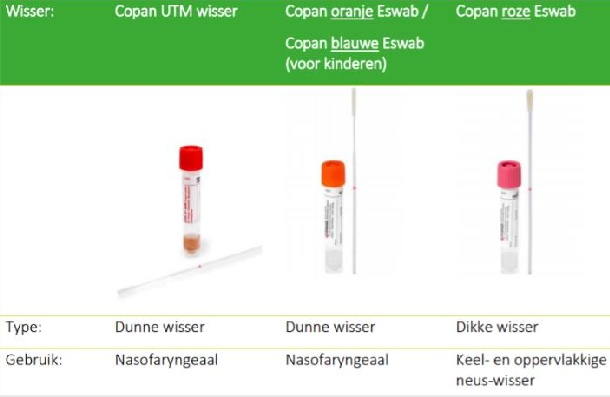 Wisser: Copan UTM wisser Copan oranje Eswab / Copan roze Eswab
Copan blauwe Eswab
(voor kinderen)
Type: Dunne wisser Dunne wisser Dikke wisser
Gebruik: Nasofaryngeaal Nasofaryngeaal Keel- en oppervlakkige
neus-wisser